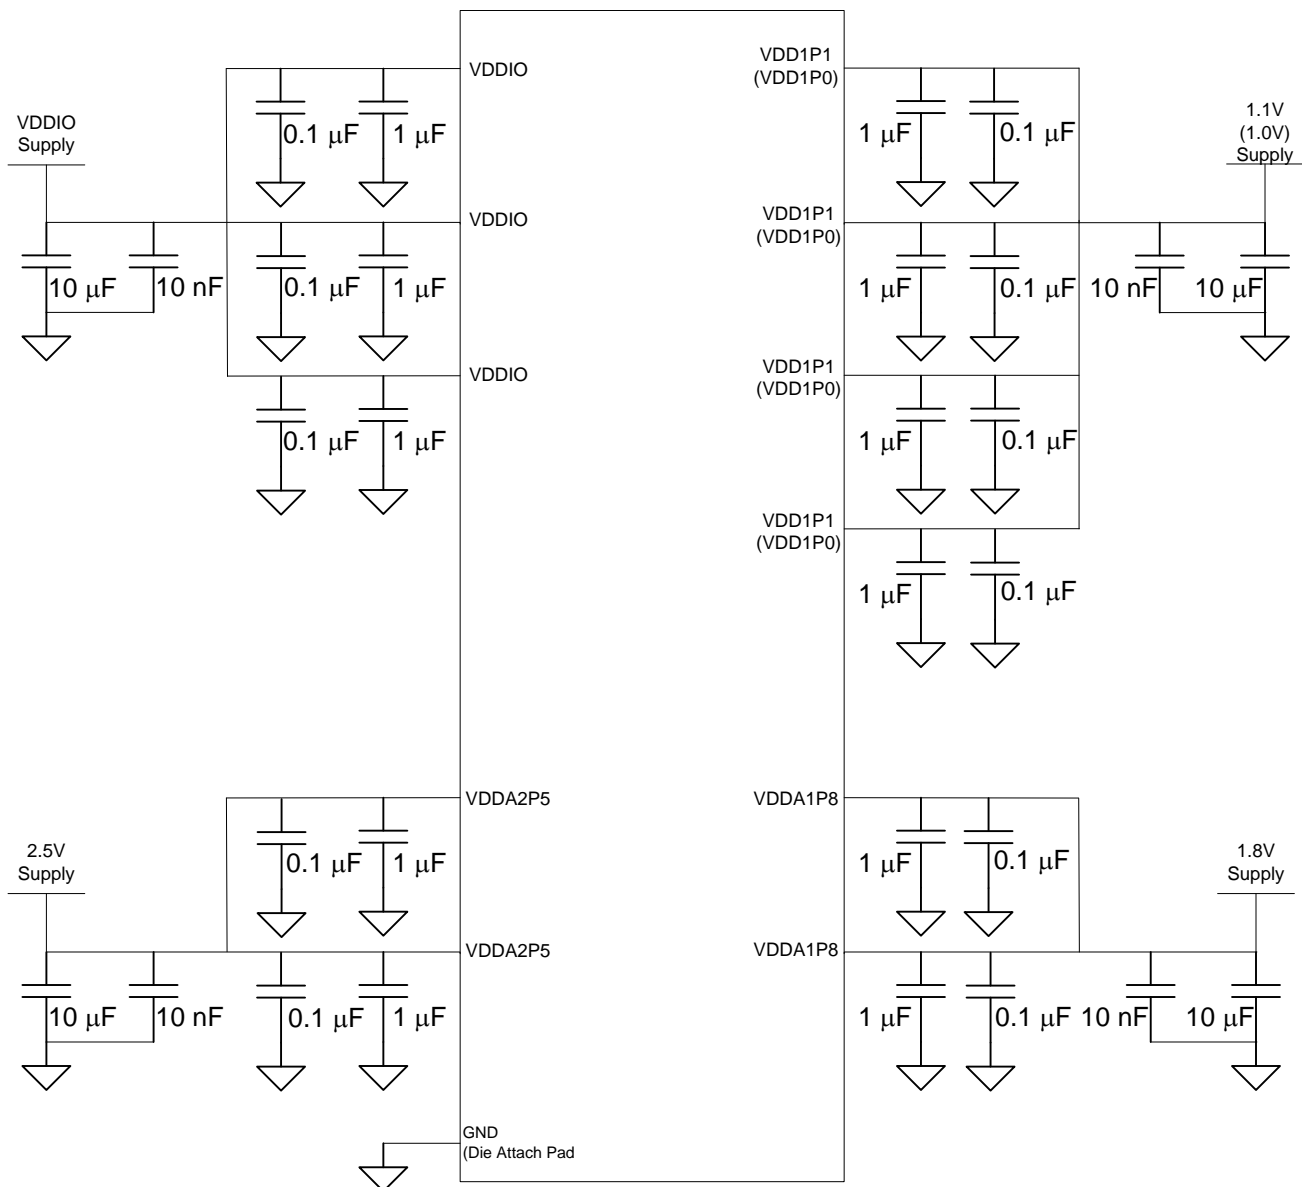 VDDIO
Supply
10 μF
10 nF
VDDIO
0.1 μF
1 μF
VDDIO
0.1 μF
1 μF
VDDIO
0.1 μF
1 μF
VDD1P1
(VDD1P0)
1 μF
0.1 μF
VDD1P1
(VDD1P0)
1 μF
0.1 μF
VDD1P1
(VDD1P0)
1 μF
0.1 μF
VDD1P1
(VDD1P0)
1 μF
0.1 μF
1.1V
(1.0V)
Supply
10 nF
10 μF
2.5V
Supply
10 μF
10 nF
VDDA2P5
0.1 μF
1 μF
VDDA2P5
0.1 μF
1 μF
VDDA1P8
1 μF
0.1 μF
VDDA1P8
1 μF
0.1 μF
1.8V
Supply
10 nF
10 μF
GND
(Die Attach Pad